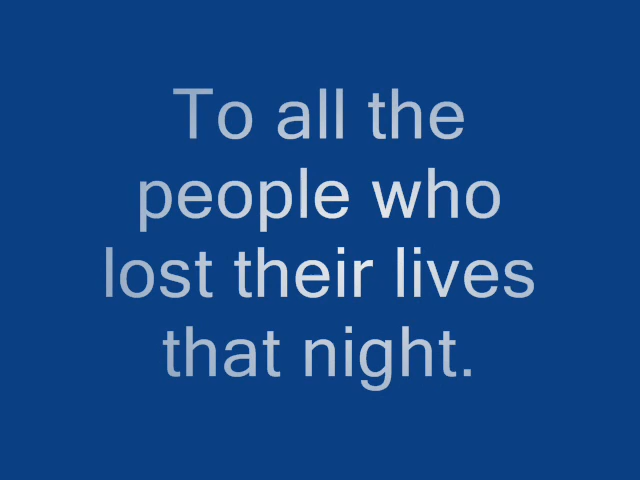 To all the
people who
lost their lives
that night.